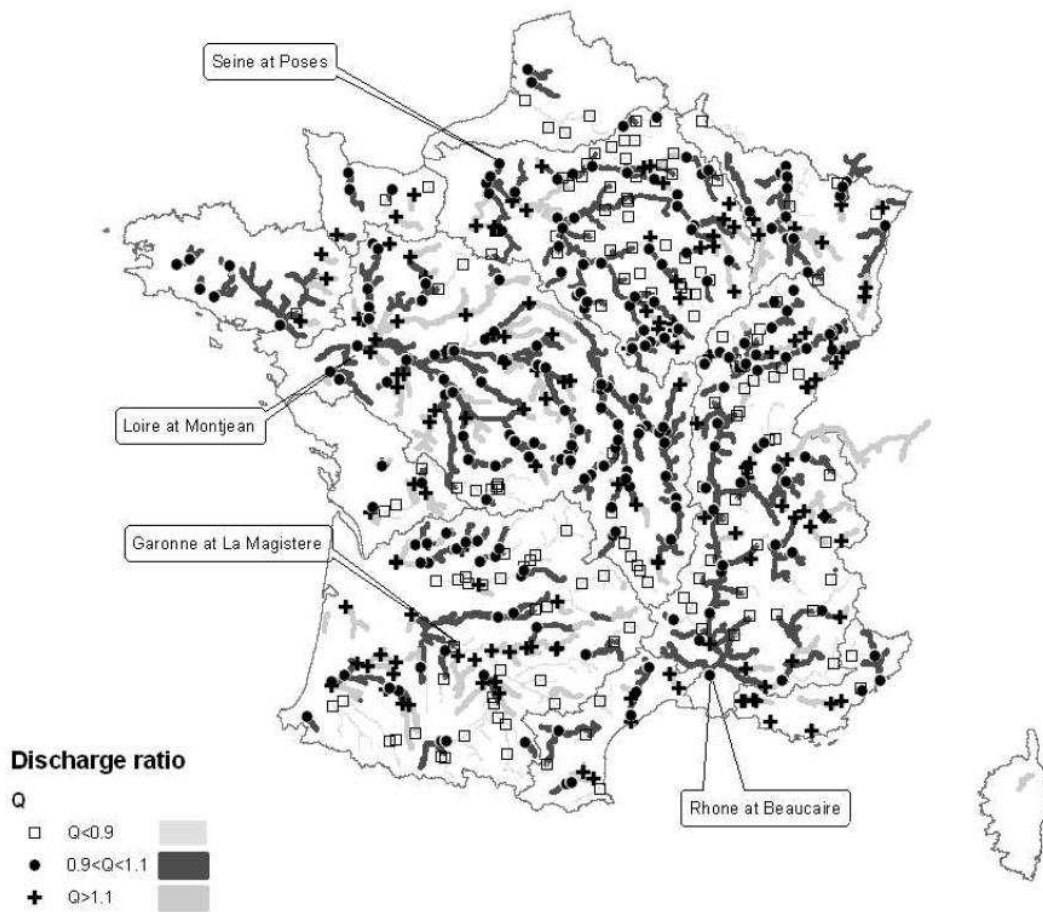 Seine at Poses
Loire at Montjean
Garonne at La Magistere
Rhone at Beaucaire
Discharge ratio
Q
Q<0.9
0.9<Q<1.1
Q>1.1